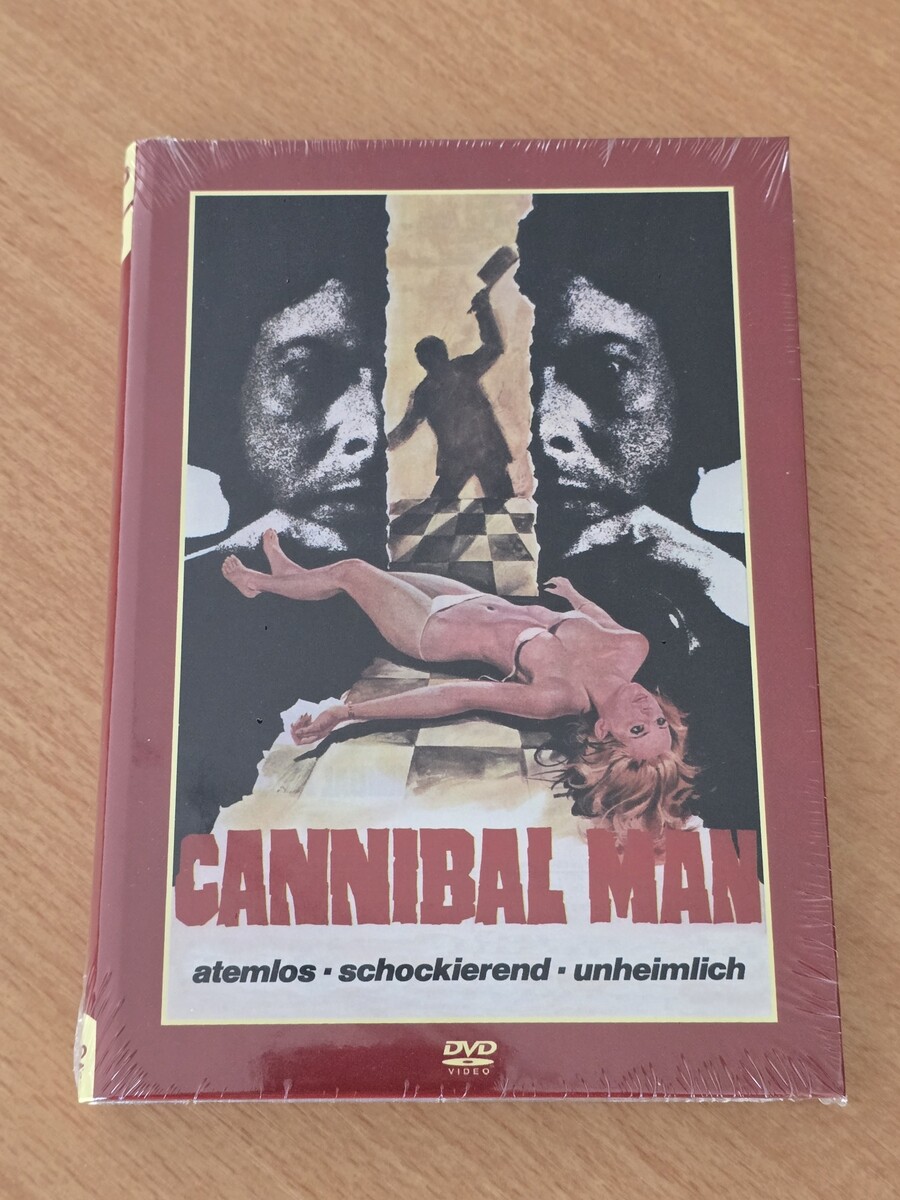 CANNIBAL MAN
atemlos · schockierend · unheimlich
DVD
VIDEO